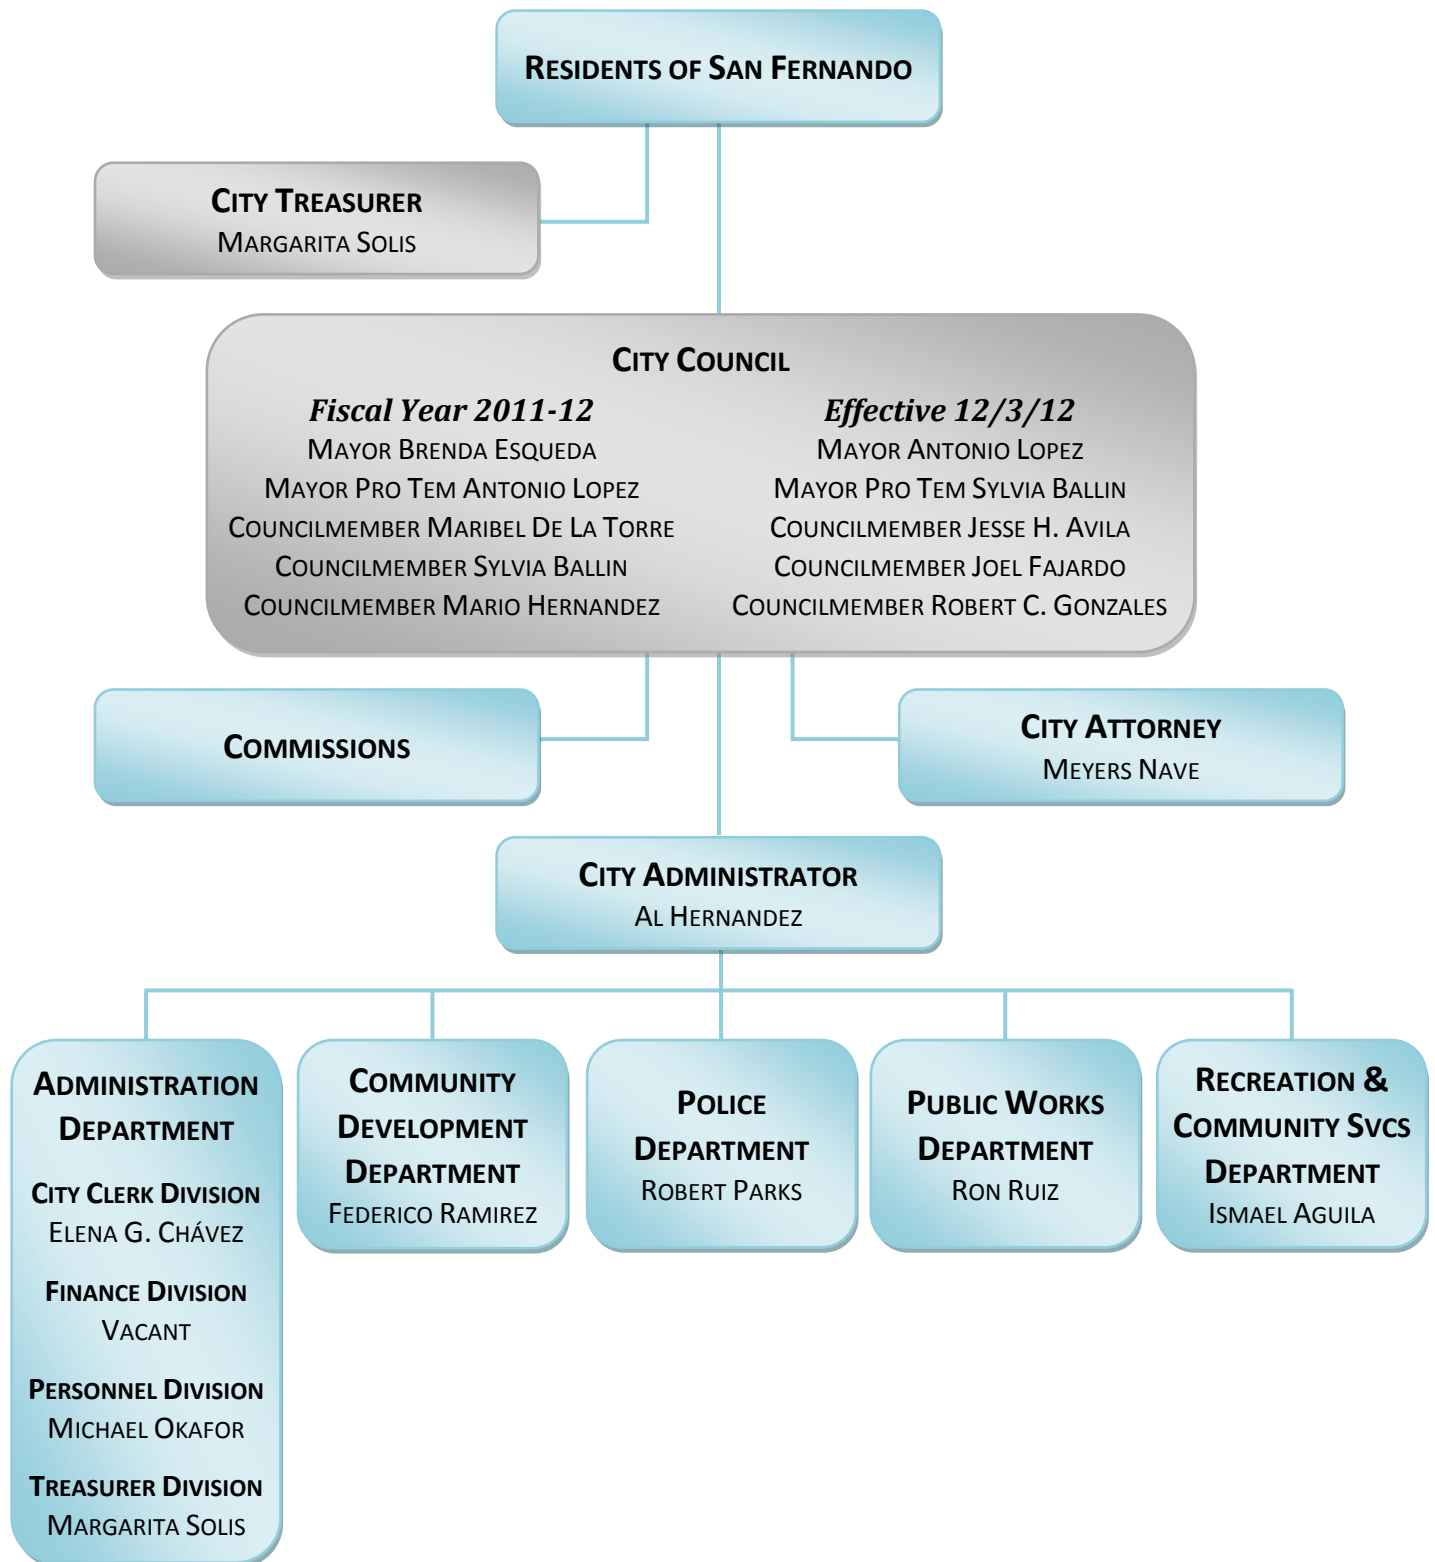 RESIDENTS OF SAN FERNANDO
CITY TREASURER
MARGARITA SOLIS
CITY COUNCIL
Fiscal Year 2011-12
MAYOR BRENDA ESQUEDA
MAYOR PRO TEM ANTONIO LOPEZ
COUNCILMEMBER MARIBEL DE LA TORRE
COUNCILMEMBER SYLVIA BALLIN
COUNCILMEMBER MARIO HERNANDEZ
Effective 12/3/12
MAYOR ANTONIO LOPEZ
MAYOR PRO TEM SYLVIA BALLIN
COUNCILMEMBER JESSE H. AVILA
COUNCILMEMBER JOEL FAJARDO
COUNCILMEMBER ROBERT C. GONZALES
COMMISSIONS
CITY ATTORNEY
MEYERS NAVE
CITY ADMINISTRATOR
AL HERNANDEZ
ADMINISTRATION
DEPARTMENT
CITY CLERK DIVISION
ELENA G. CHÁVEZ
FINANCE DIVISION
VACANT
PERSONNEL DIVISION
MICHAEL OKAFOR
TREASURER DIVISION
MARGARITA SOLIS
COMMUNITY
DEVELOPMENT
DEPARTMENT
FEDERICO RAMIREZ
POLICE
DEPARTMENT
ROBERT PARKS
PUBLIC WORKS
DEPARTMENT
RON RUIZ
RECREATION &
COMMUNITY SVCS
DEPARTMENT
ISMAEL AGUILA